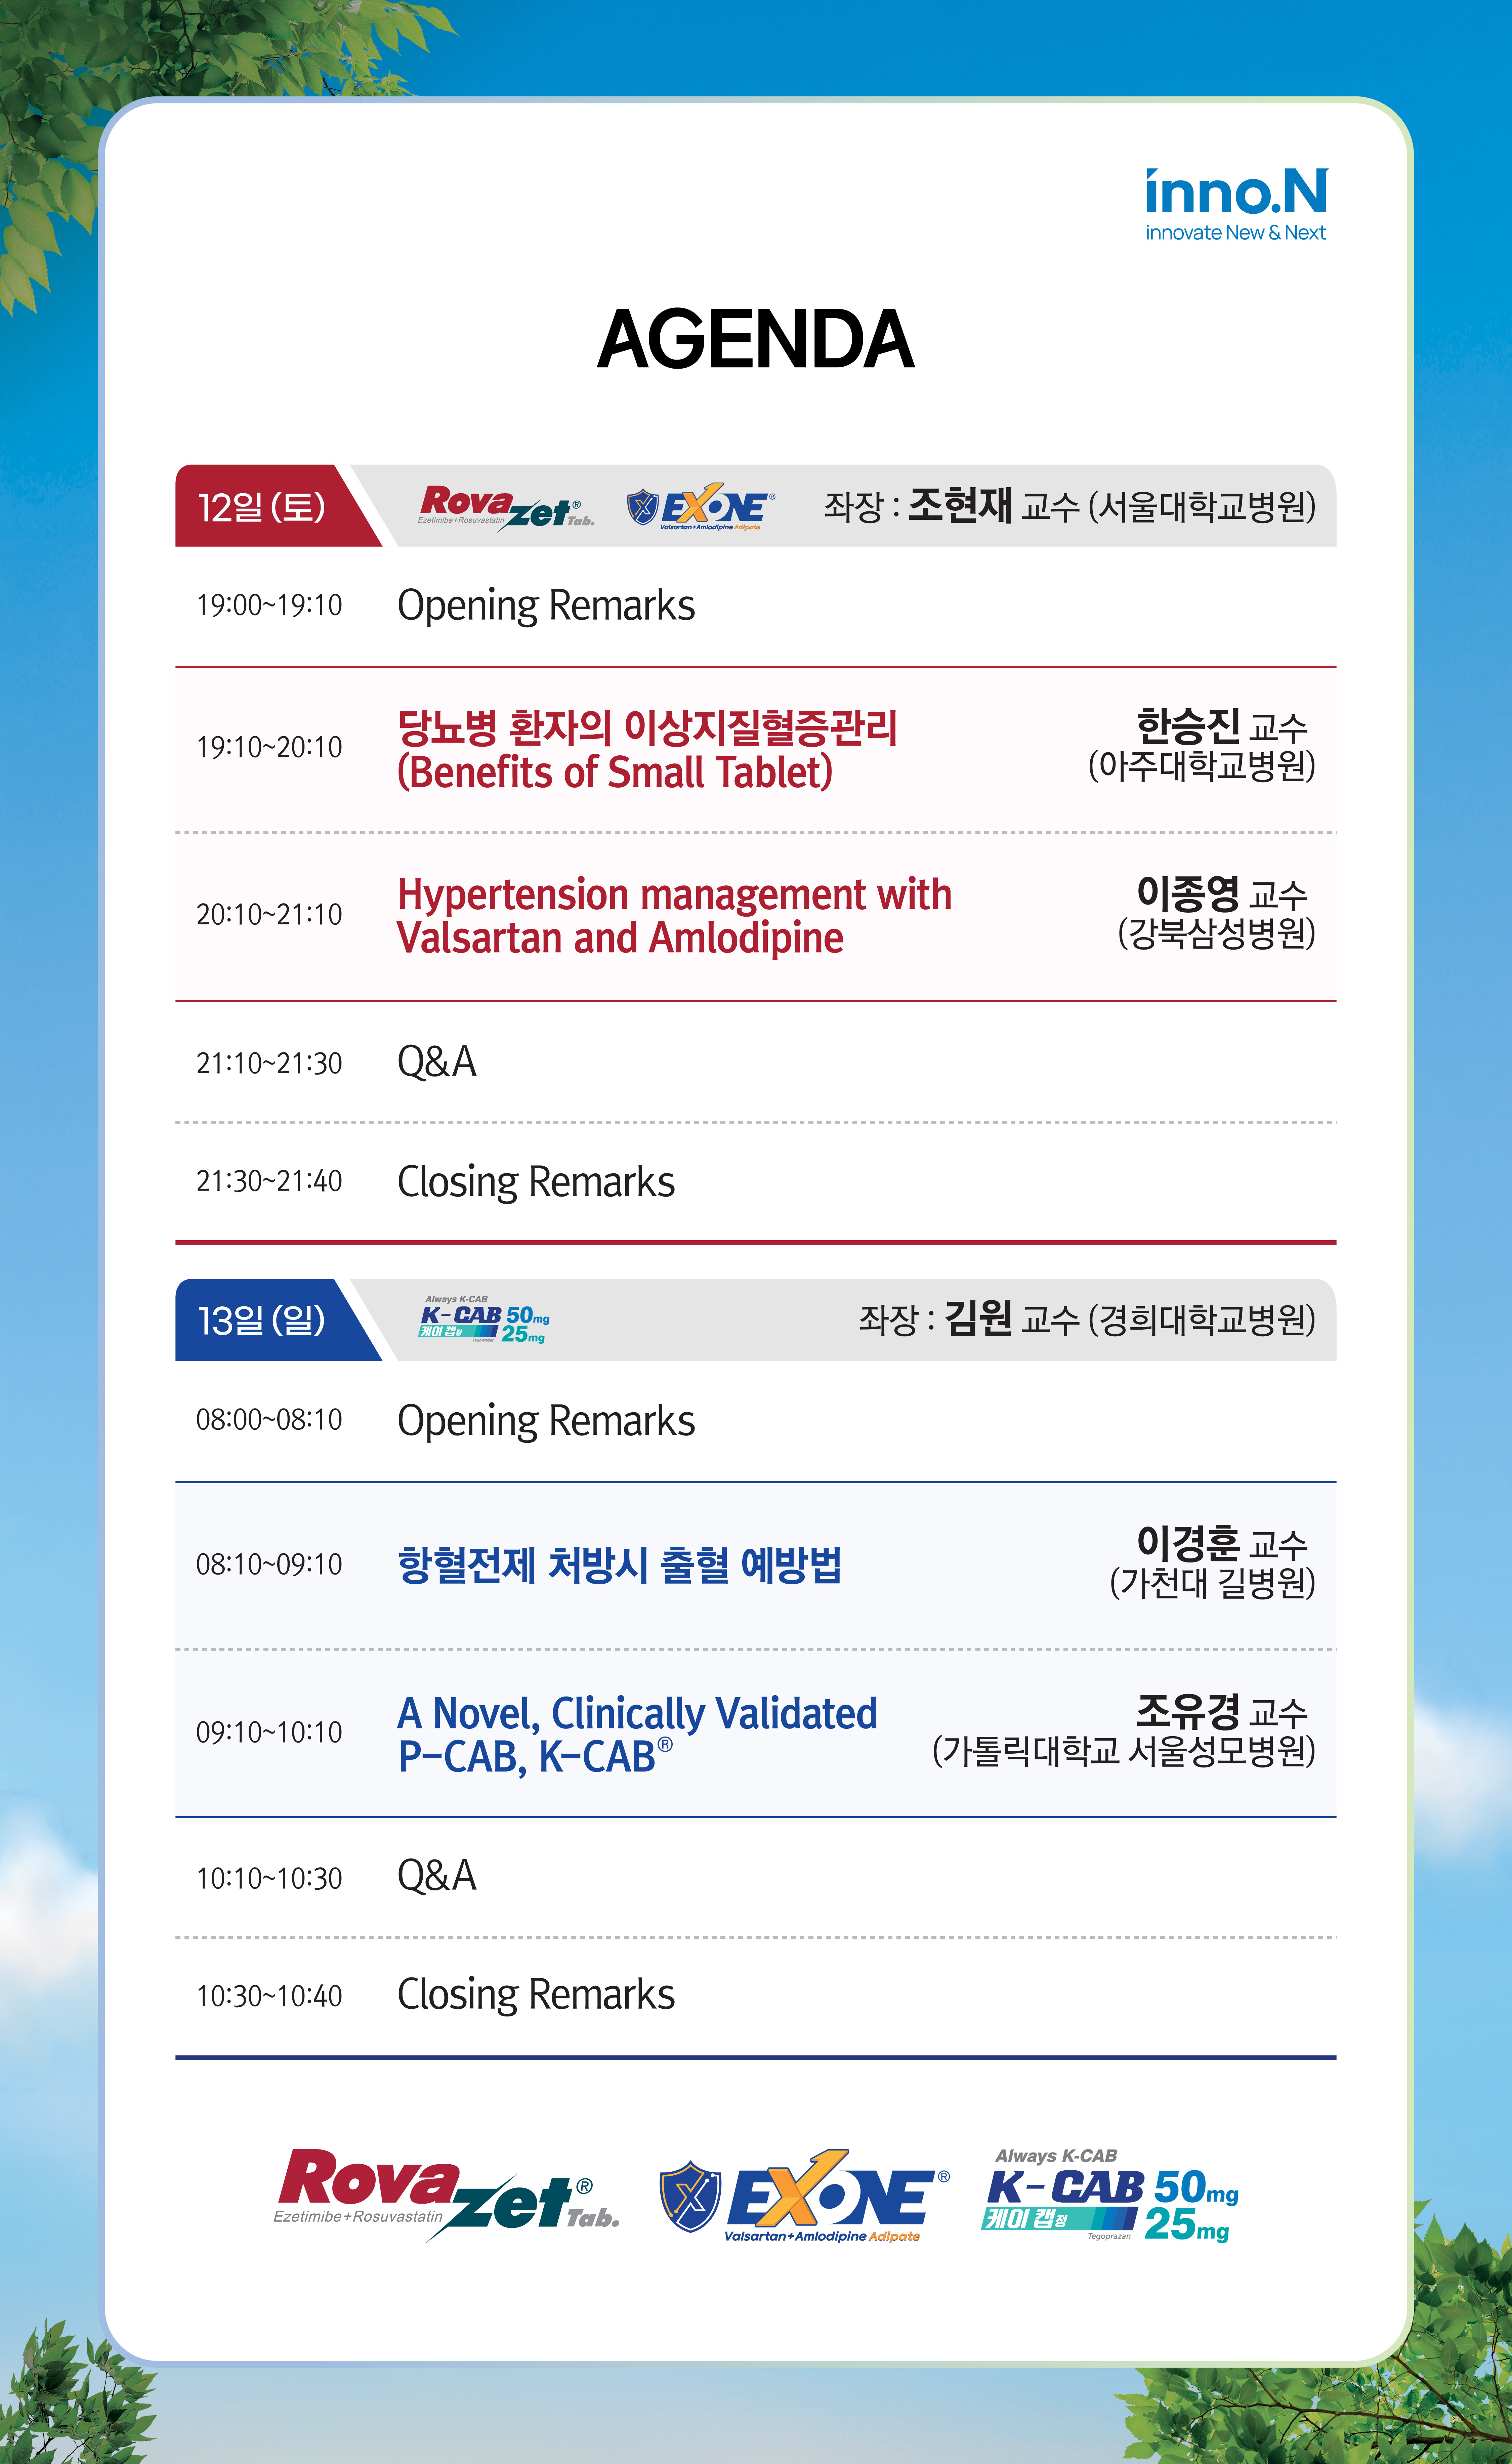 inno.N
innovate New & Next
AGENDA
12일 (토)
Rovazet® Tab.
Ezetimibe+Rosuvastatin
EXONE®
Valsartan+Amlodipine Adipate
좌장 : 조현재 교수 (서울대학교병원)
19:00~19:10 Opening Remarks
19:10~20:10
당뇨병 환자의 이상지질혈증관리
(Benefits of Small Tablet)
한승진 교수
(아주대학교병원)
20:10~21:10
Hypertension management with
Valsartan and Amlodipine
이종영 교수
(강북삼성병원)
21:10~21:30 Q&A
21:30~21:40 Closing Remarks
13일 (일)
Always K-CAB
K-CAB 50mg
케이캡정 25mg
Tegoprazan
좌장 : 김원 교수 (경희대학교병원)
08:00~08:10 Opening Remarks
08:10~09:10 항혈전제 처방시 출혈 예방법
이경훈 교수
(가천대 길병원)
09:10~10:10
A Novel, Clinically Validated
P-CAB, K-CAB®
조유경 교수
(가톨릭대학교 서울성모병원)
10:10~10:30 Q&A
10:30~10:40 Closing Remarks
Rovazet® Tab.
Ezetimibe+Rosuvastatin
EXONE®
Valsartan+Amlodipine Adipate
Always K-CAB
K-CAB 50mg
케이캡정 25mg
Tegoprazan